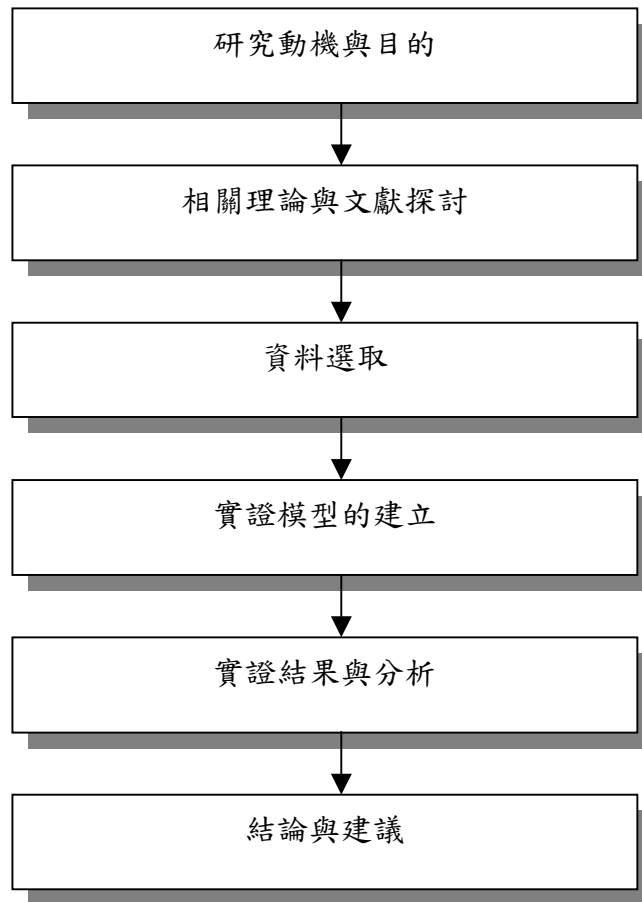 研究動機與目的
相關理論與文獻探討
資料選取
實證模型的建立
實證結果與分析
結論與建議